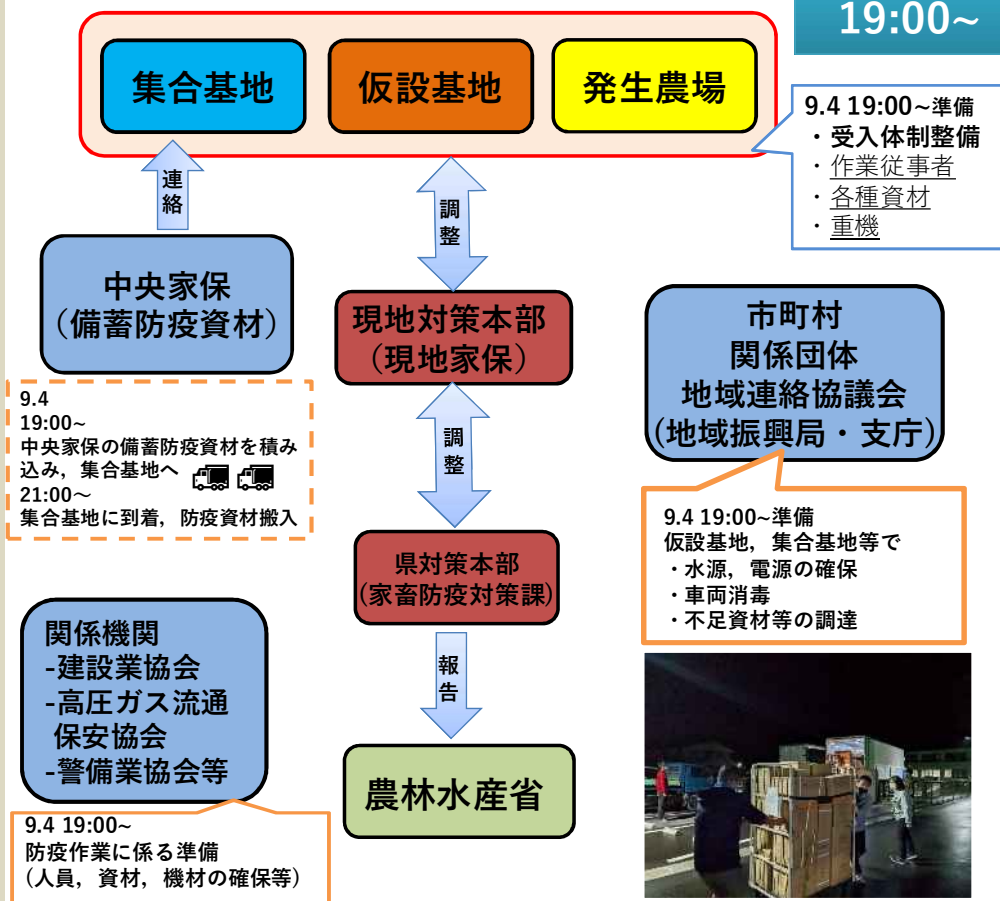 19:00~
集合基地
仮設基地
発生農場
9.4 19:00~準備
・受入体制整備
・作業従事者
・各種資材
・重機
連
絡
調
整
中央家保
(備蓄防疫資材)
現地対策本部
(現地家保)
市町村
関係団体
地域連絡協議会
(地域振興局・支庁)
9.4
19:00~
中央家保の備蓄防疫資材を積み
込み，集合基地へ
21:00～
集合基地に到着，防疫資材搬入
調
整
9.4 19:00~準備
仮設基地，集合基地等で
・水源，電源の確保
・車両消毒
・不足資材等の調達
県対策本部
(家畜防疫対策課)
関係機関
-建設業協会
-高圧ガス流通
保安協会
-警備業協会等
報
告
農林水産省
9.4 19:00~
防疫作業に係る準備
(人員，資材，機材の確保等)